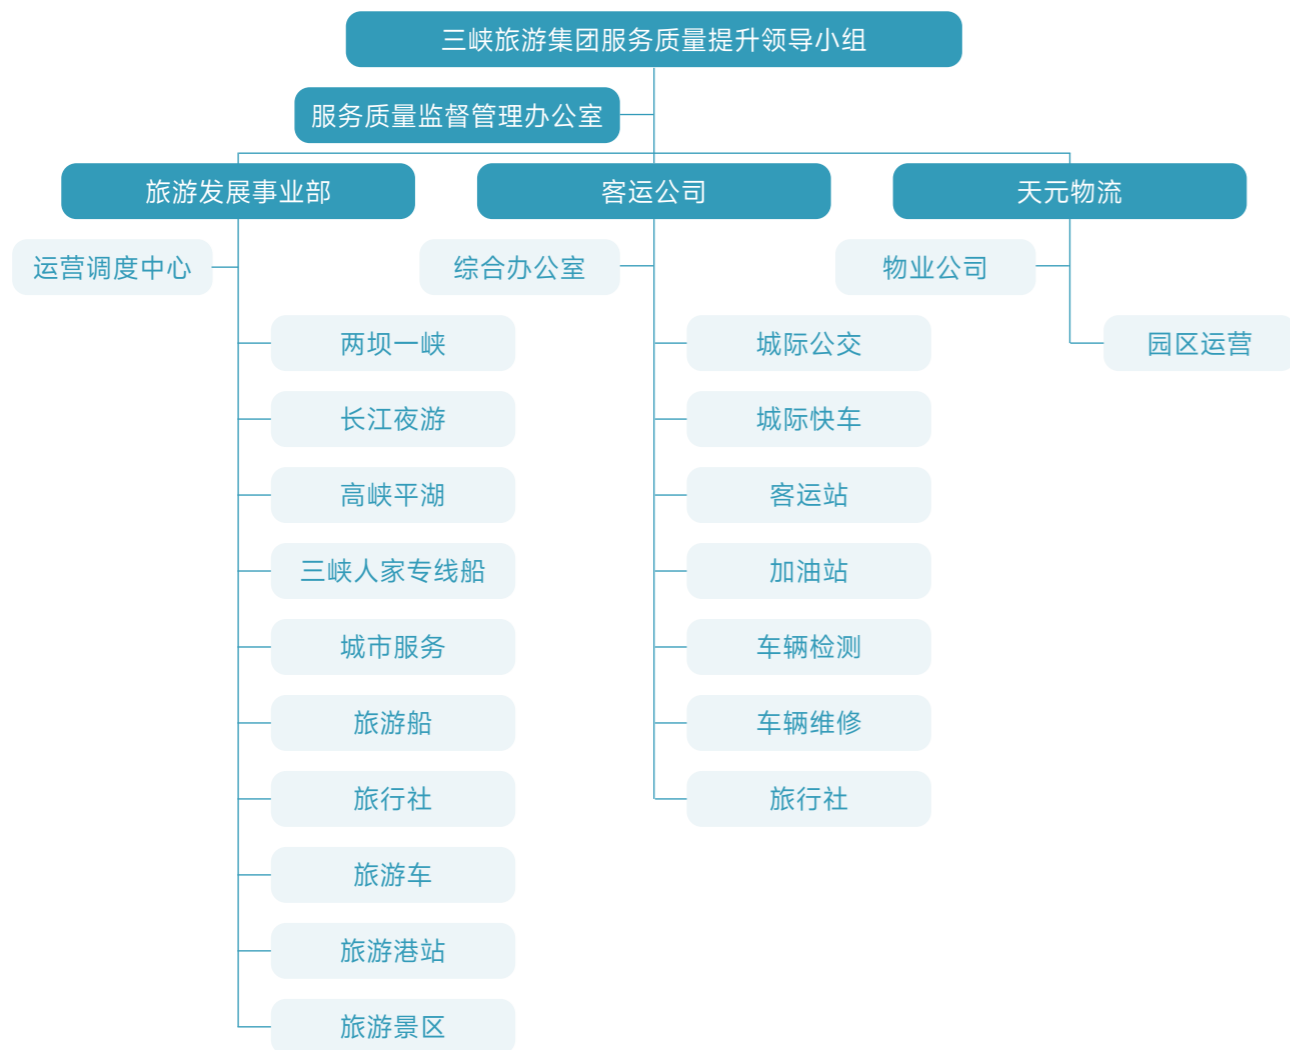 三峡旅游集团服务质量提升领导小组
服务质量监督管理办公室
旅游发展事业部
客运公司
天元物流
运营调度中心
综合办公室
物业公司
两坝一峡
城际公交
园区运营
长江夜游
城际快车
高峡平湖
客运站
三峡人家专线船
加油站
城市服务
车辆检测
旅游船
车辆维修
旅行社
旅行社
旅游车
旅游港站
旅游景区